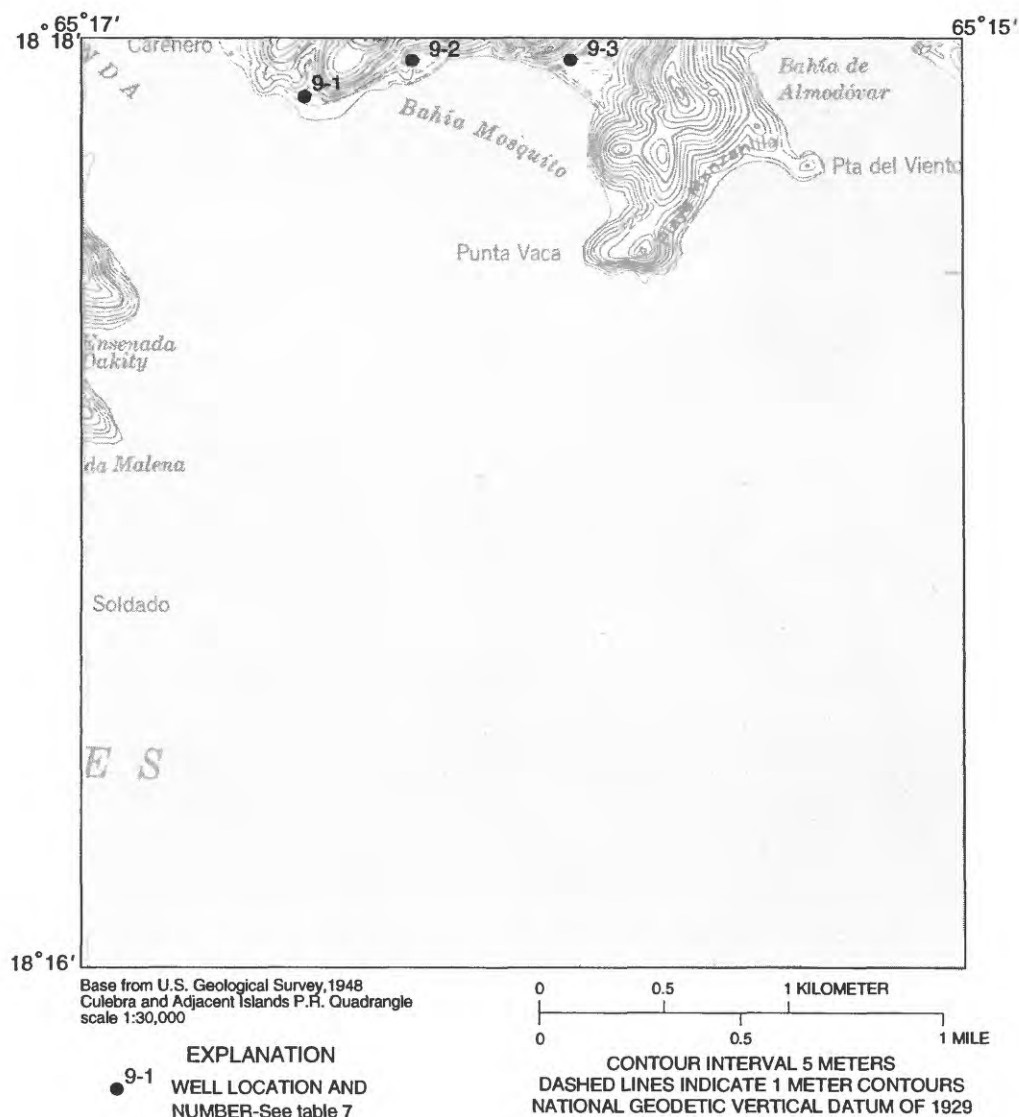 65°17′
65°15′
18°18′
Carenero
9-2
9-3
9-1
Bahía de
Almodóvar
Bahía Mosquito
Pta del Viento
Punta Vaca
Ensenada
Dakity
da Malena
Soldado
E S
18°16′
Base from U.S. Geological Survey,1948
Culebra and Adjacent Islands P.R. Quadrangle
scale 1:30,000
0 0.5 1 KILOMETER
0 0.5 1 MILE
EXPLANATION
9-1 WELL LOCATION AND
NUMBER-See table 7
CONTOUR INTERVAL 5 METERS
DASHED LINES INDICATE 1 METER CONTOURS
NATIONAL GEODETIC VERTICAL DATUM OF 1929